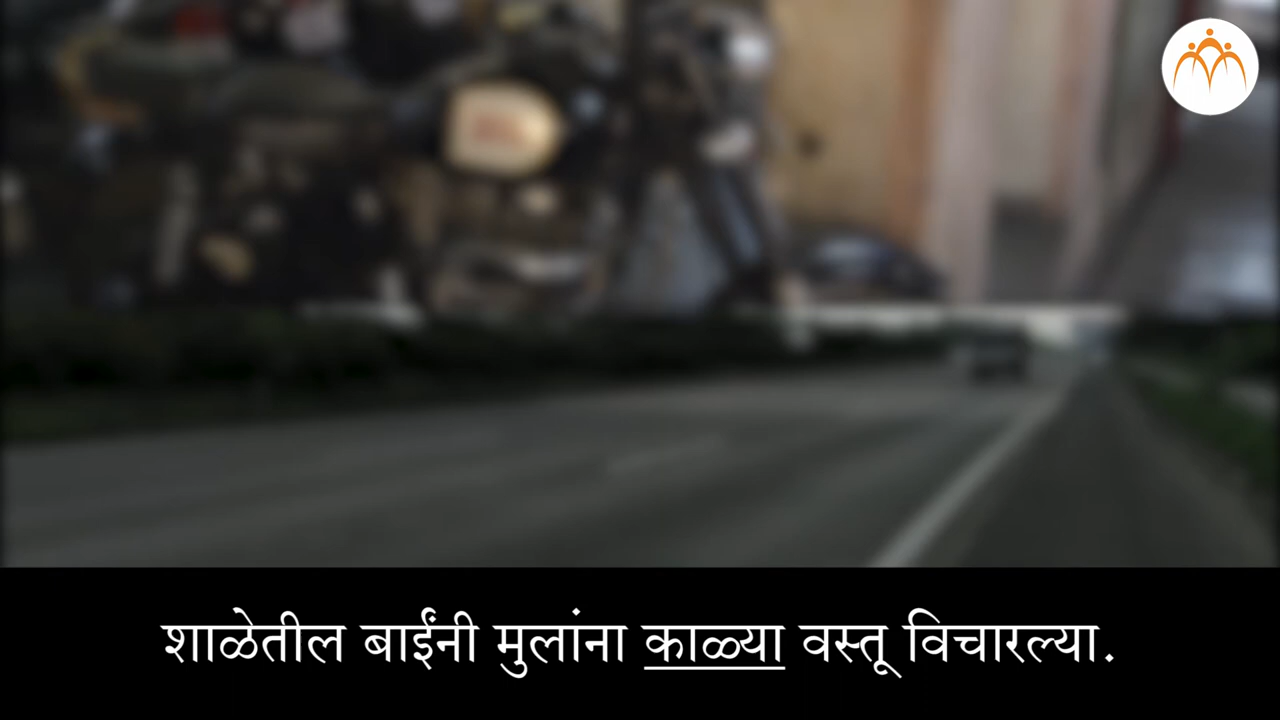 शाळेतील बाईंनी मुलांना काळ्या वस्तू विचारल्या.